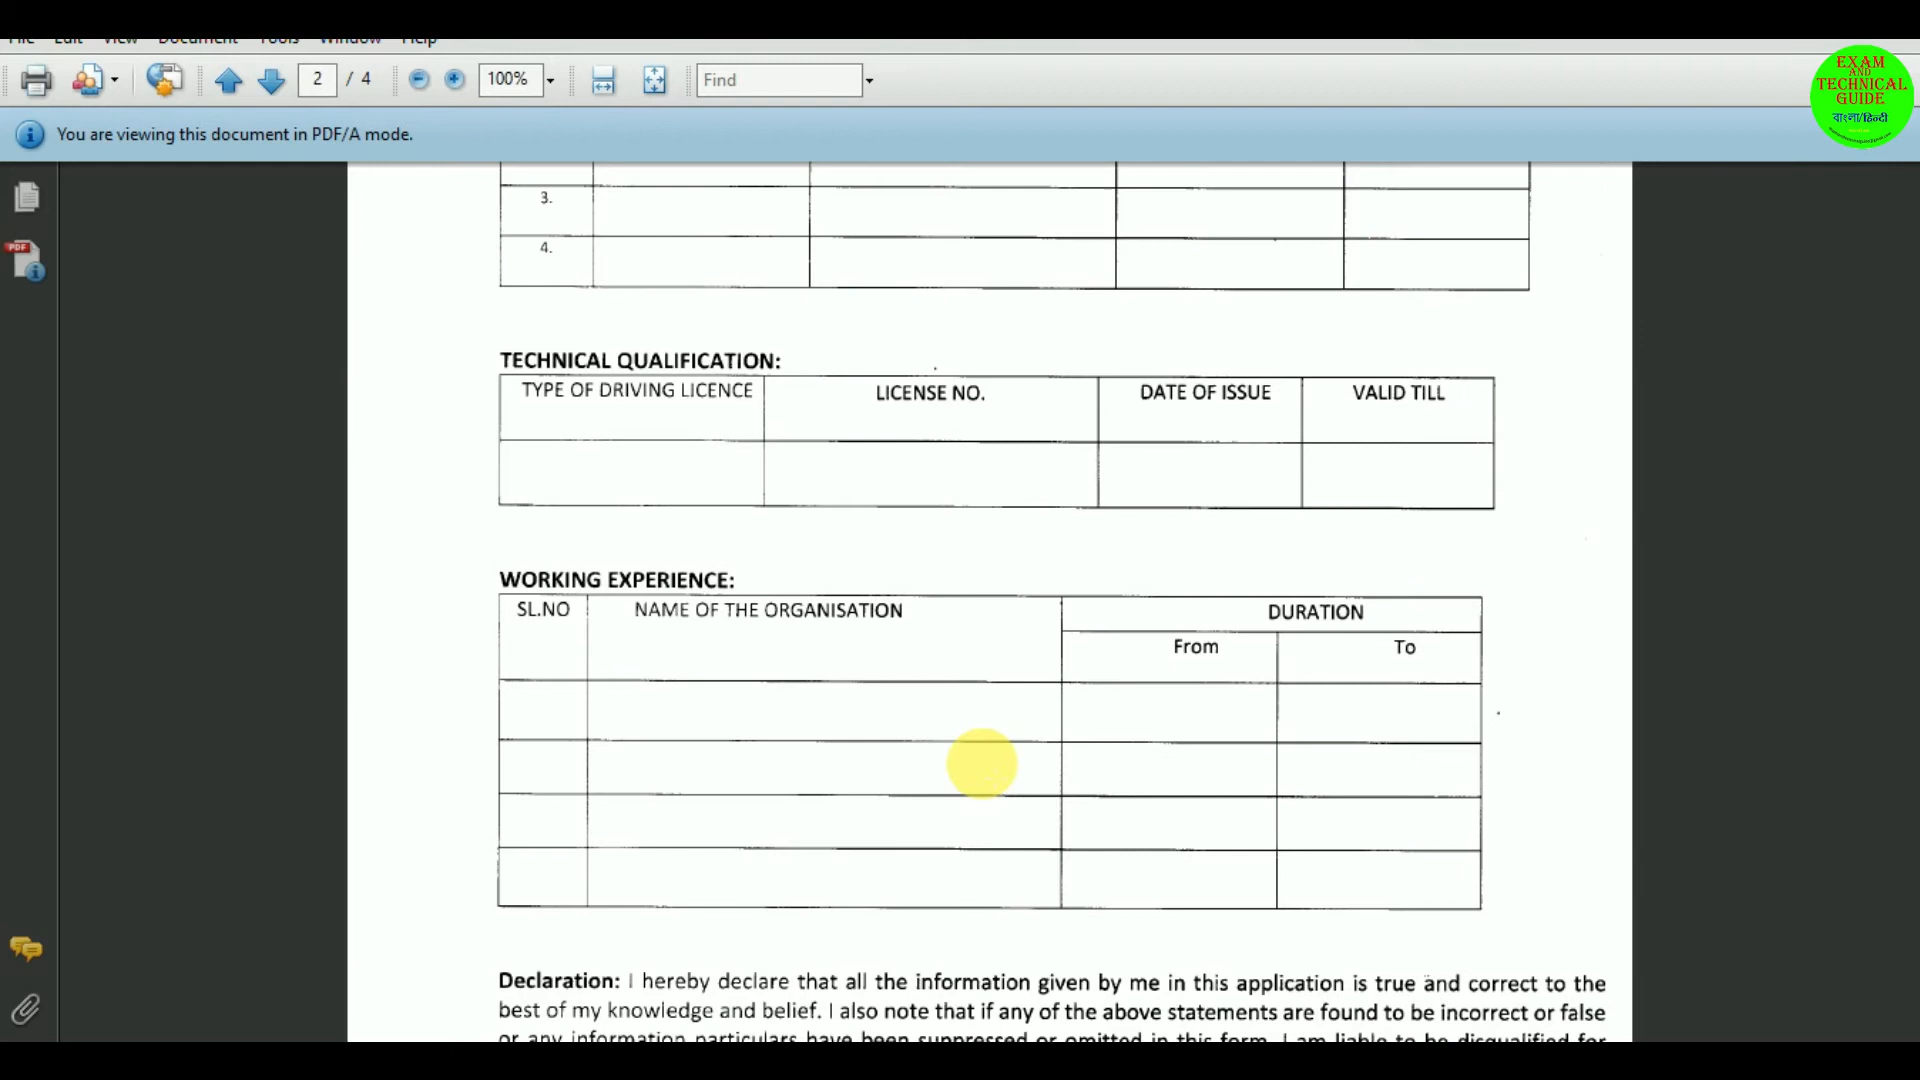 File Edit View Document Tools Window Help
2 / 4 100% Find
EXAM
AND
TECHNICAL
GUIDE
বাংলা/हिन्दी
You are viewing this document in PDF/A mode.
3.
4.
TECHNICAL QUALIFICATION:
TYPE OF DRIVING LICENCE LICENSE NO. DATE OF ISSUE VALID TILL
WORKING EXPERIENCE:
SL.NO NAME OF THE ORGANISATION DURATION
From To
Declaration: I hereby declare that all the information given by me in this application is true and correct to the
best of my knowledge and belief. I also note that if any of the above statements are found to be incorrect or false
or any information particulars have been suppressed or omitted in this form, I am liable to be disqualified for
PDF